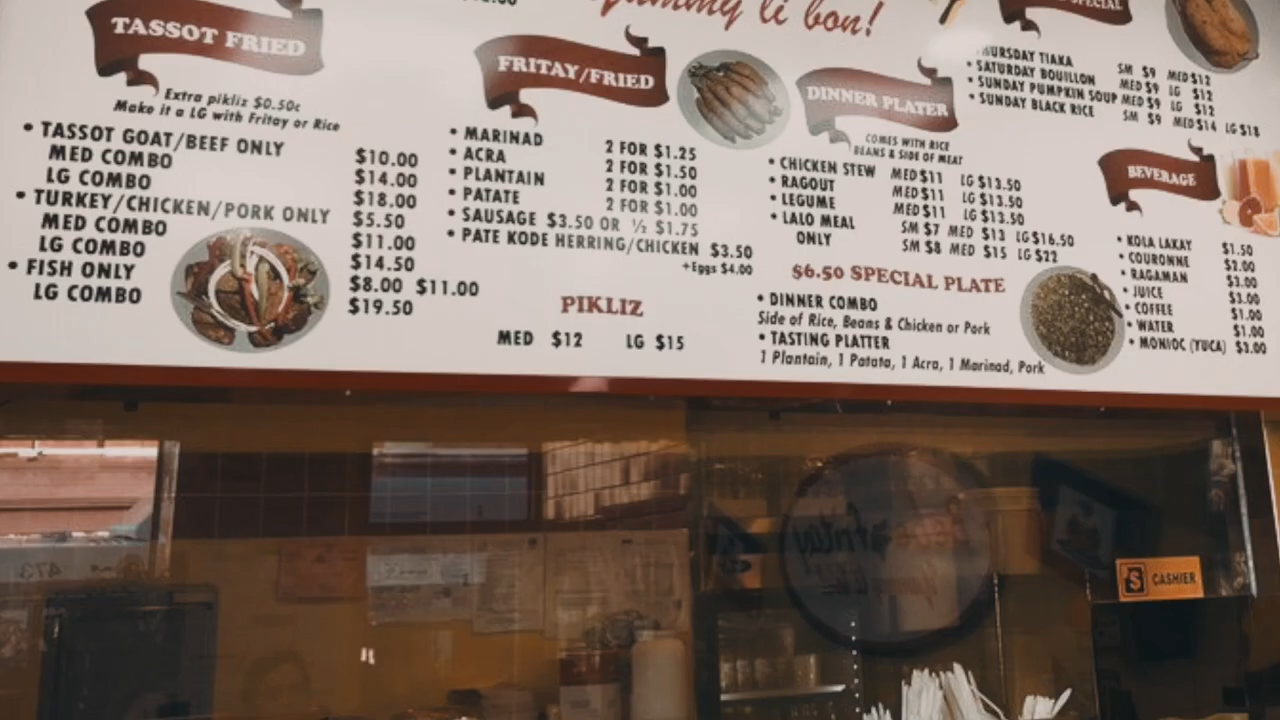 yummy li bon!
TASSOT FRIED
Extra pikliz $0.50c
Make it a LG with Fritay or Rice
• TASSOT GOAT/BEEF ONLY $10.00
MED COMBO $14.00
LG COMBO $18.00
• TURKEY/CHICKEN/PORK ONLY $5.50
MED COMBO $11.00
LG COMBO $14.50
• FISH ONLY $8.00 $11.00
LG COMBO $19.50
FRITAY/FRIED
• MARINAD 2 FOR $1.25
• ACRA 2 FOR $1.50
• PLANTAIN 2 FOR $1.00
• PATATE 2 FOR $1.00
• SAUSAGE $3.50 OR ½ $1.75
• PATE KODE HERRING/CHICKEN $3.50
+Eggs $4.00
PIKLIZ
MED $12 LG $15
DINNER PLATER
COMES WITH RICE
BEANS & SIDE OF MEAT
• CHICKEN STEW MED $11 LG $13.50
• RAGOUT MED $11 LG $13.50
• LEGUME MED $11 LG $13.50
• LALO MEAL SM $7 MED $13 LG $16.50
ONLY SM $8 MED $15 LG $22
$6.50 SPECIAL PLATE
• DINNER COMBO
Side of Rice, Beans & Chicken or Pork
• TASTING PLATTER
1 Plantain, 1 Patata, 1 Acra, 1 Marinad, Pork
SPECIAL
TIAKA SM $9 MED $12
• SATURDAY BOUILLON MED $9 LG $12
• SUNDAY PUMPKIN SOUP MED $9 LG $12
• SUNDAY BLACK RICE SM $9 MED $14 LG $18
BEVERAGE
• KOLA LAKAY $1.50
• COURONNE $2.00
• RAGAMAN $3.00
• JUICE $3.00
• COFFEE $1.00
• WATER $1.00
• MONIOC (YUCA) $3.00
$ CASHIER